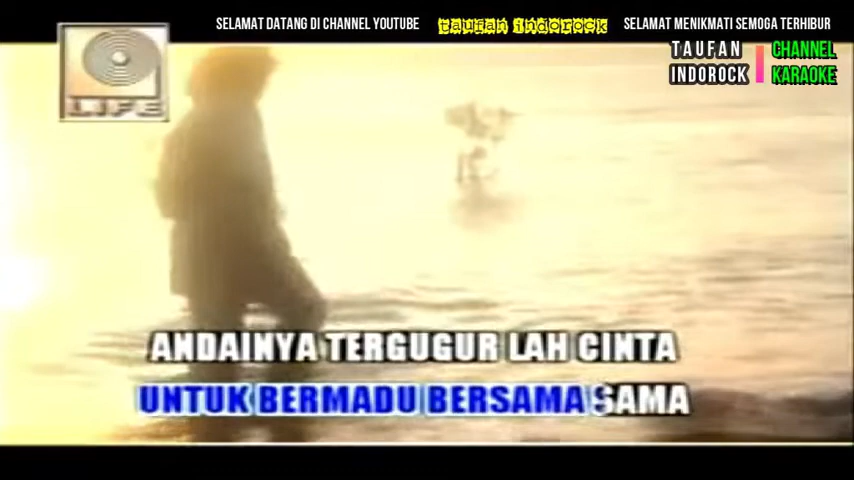 SELAMAT DATANG DI CHANNEL YOUTUBE taufan indorock SELAMAT MENIKMATI SEMOGA TERHIBUR
TAUFAN INDOROCK
CHANNEL KARAOKE
LIFE
ANDAINYA TERGUGUR LAH CINTA
UNTUK BERMADU BERSAMA SAMA